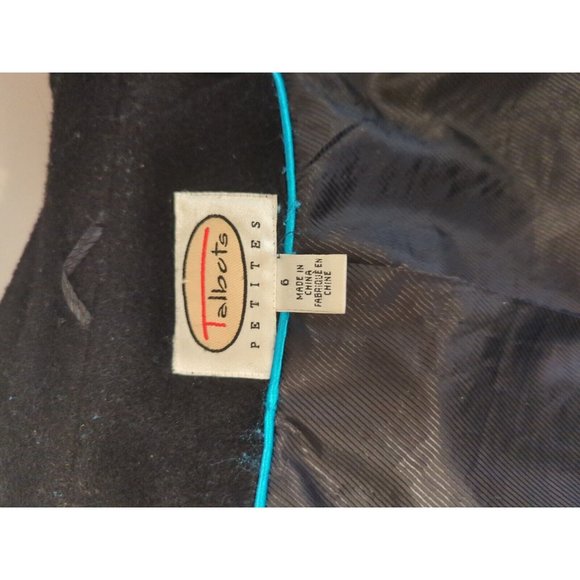 Talbots
PETITES
6
MADE IN
CHINA
FABRIQUÉ EN
CHINE